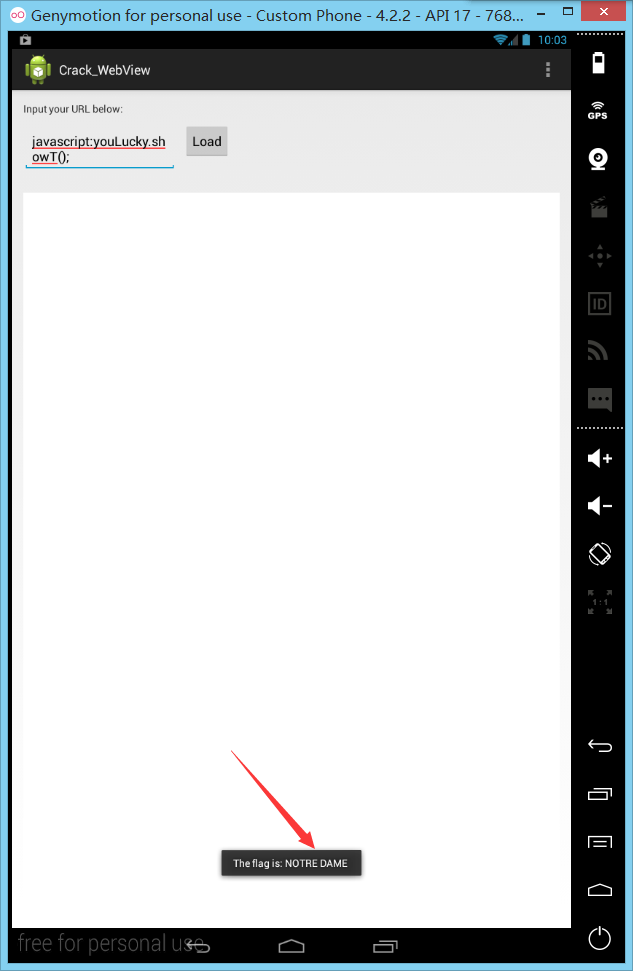 Genymotion for personal use - Custom Phone - 4.2.2 - API 17 - 768...
10:03
Crack_WebView
GPS
Input your URL below:
javascript:youLucky.sh
owT();
Load
ID
1:1
The flag is: NOTRE DAME
free for personal use